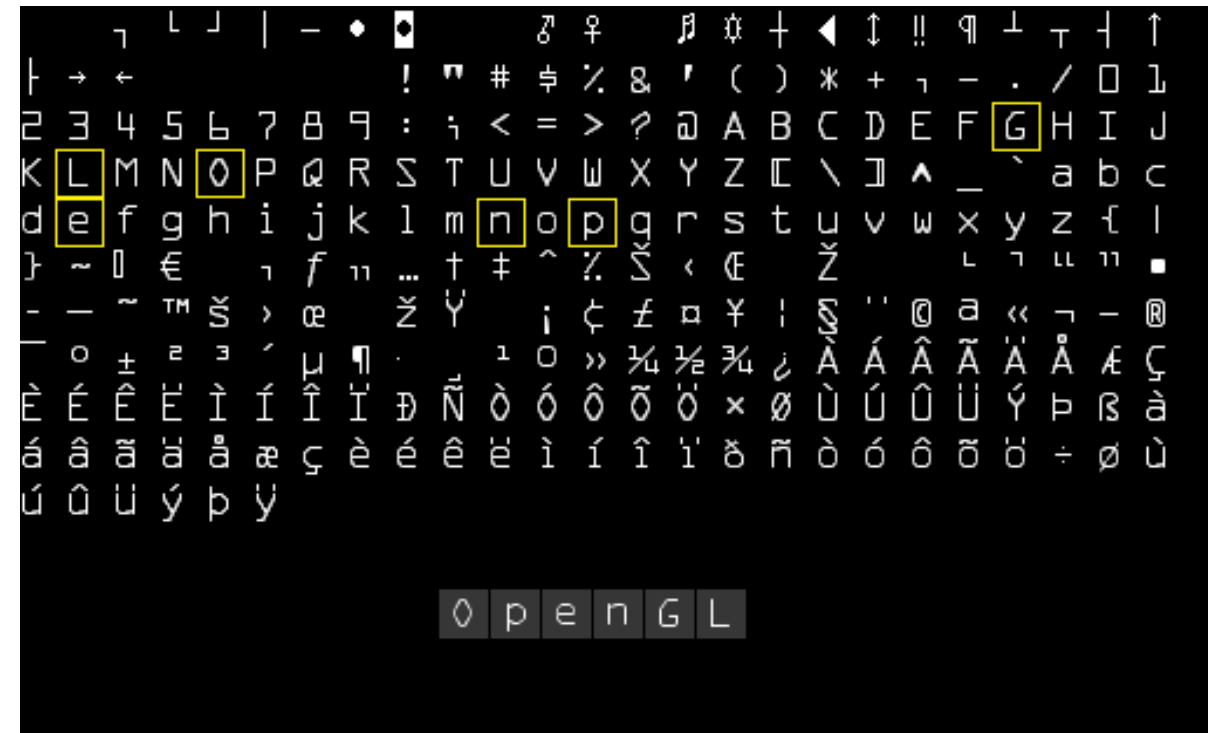 ┐ └ ┘ │ − • ◘ ♂ ♀ ♬ ☼ ┼ ◄ ↕ ‼ ¶ ┴ ┬ ┤ ↑
├ → ← ! " # $ % & ' ( ) * + , - . / 0 1
2 3 4 5 6 7 8 9 : ; < = > ? @ A B C D E F G H I J
K L M N O P Q R S T U V W X Y Z [ \ ] ^ _ ` a b c
d e f g h i j k l m n o p q r s t u v w x y z { |
} ~ ▯ € ‚ ƒ „ … † ‡ ˆ ‰ Š ‹ Œ Ž ‘ ’ “ ” •
– — ˜ ™ š › œ ž Ÿ ¡ ¢ £ ¤ ¥ ¦ § ¨ © ª « ¬ - ®
¯ ° ± ² ³ ´ µ ¶ · ¸ ¹ º » ¼ ½ ¾ ¿ À Á Â Ã Ä Å Æ Ç
È É Ê Ë Ì Í Î Ï Ð Ñ Ò Ó Ô Õ Ö × Ø Ù Ú Û Ü Ý Þ ß à
á â ã ä å æ ç è é ê ë ì í î ï ð ñ ò ó ô õ ö ÷ ø ù
ú û ü ý þ ÿ
OpenGL